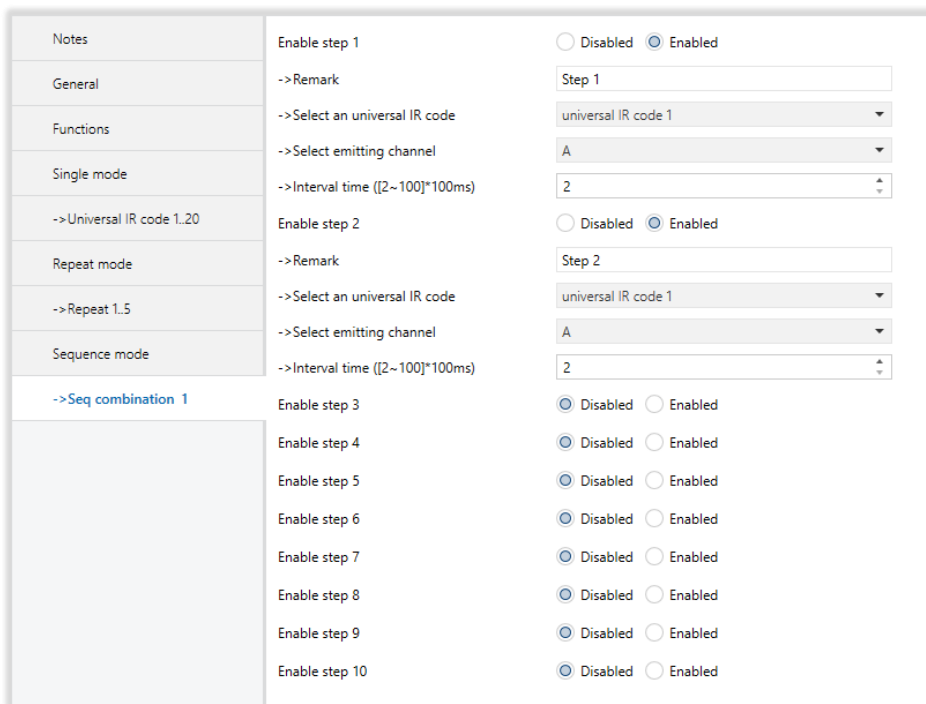 Notes
General
Functions
Single mode
->Universal IR code 1..20
Repeat mode
->Repeat 1..5
Sequence mode
->Seq combination 1
Enable step 1 Disabled Enabled
->Remark Step 1
->Select an universal IR code universal IR code 1
->Select emitting channel A
->Interval time ([2~100]*100ms) 2
Enable step 2 Disabled Enabled
->Remark Step 2
->Select an universal IR code universal IR code 1
->Select emitting channel A
->Interval time ([2~100]*100ms) 2
Enable step 3 Disabled Enabled
Enable step 4 Disabled Enabled
Enable step 5 Disabled Enabled
Enable step 6 Disabled Enabled
Enable step 7 Disabled Enabled
Enable step 8 Disabled Enabled
Enable step 9 Disabled Enabled
Enable step 10 Disabled Enabled